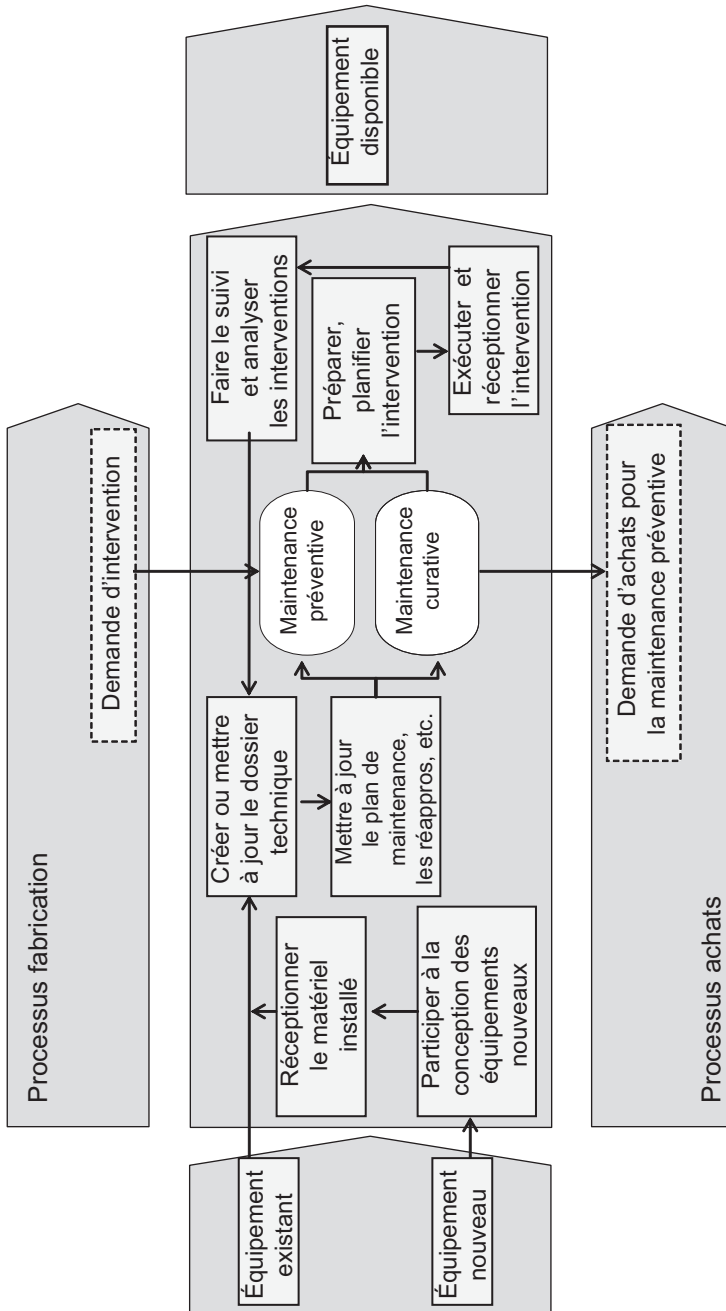 Processus fabrication
Demande d'intervention
Équipement
existant
Équipement
nouveau
Réceptionner
le matériel
installé
Participer à la
conception des
équipements
nouveaux
Créer ou mettre
à jour le dossier
technique
Mettre à jour
le plan de
maintenance,
les réappros, etc.
Maintenance
préventive
Maintenance
curative
Faire le suivi
et analyser
les interventions
Préparer,
planifier
l'intervention
Exécuter et
réceptionner
l'intervention
Équipement
disponible
Processus achats
Demande d'achats pour
la maintenance préventive